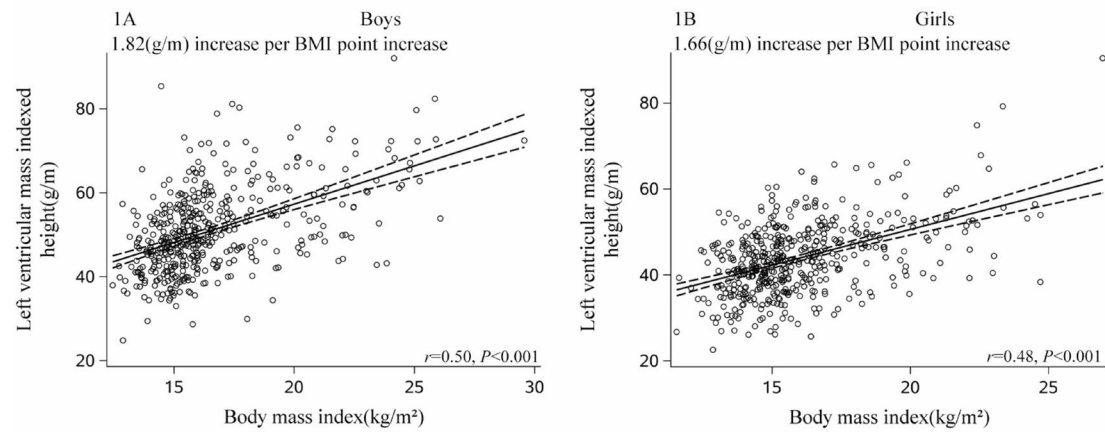 1A Boys
1.82(g/m) increase per BMI point increase
Left ventricular mass indexed
height(g/m)
80
60
40
20
r=0.50, P<0.001
15 20 25 30
Body mass index(kg/m²)
1B Girls
1.66(g/m) increase per BMI point increase
Left ventricular mass indexed
height(g/m)
80
60
40
20
r=0.48, P<0.001
15 20 25
Body mass index(kg/m²)